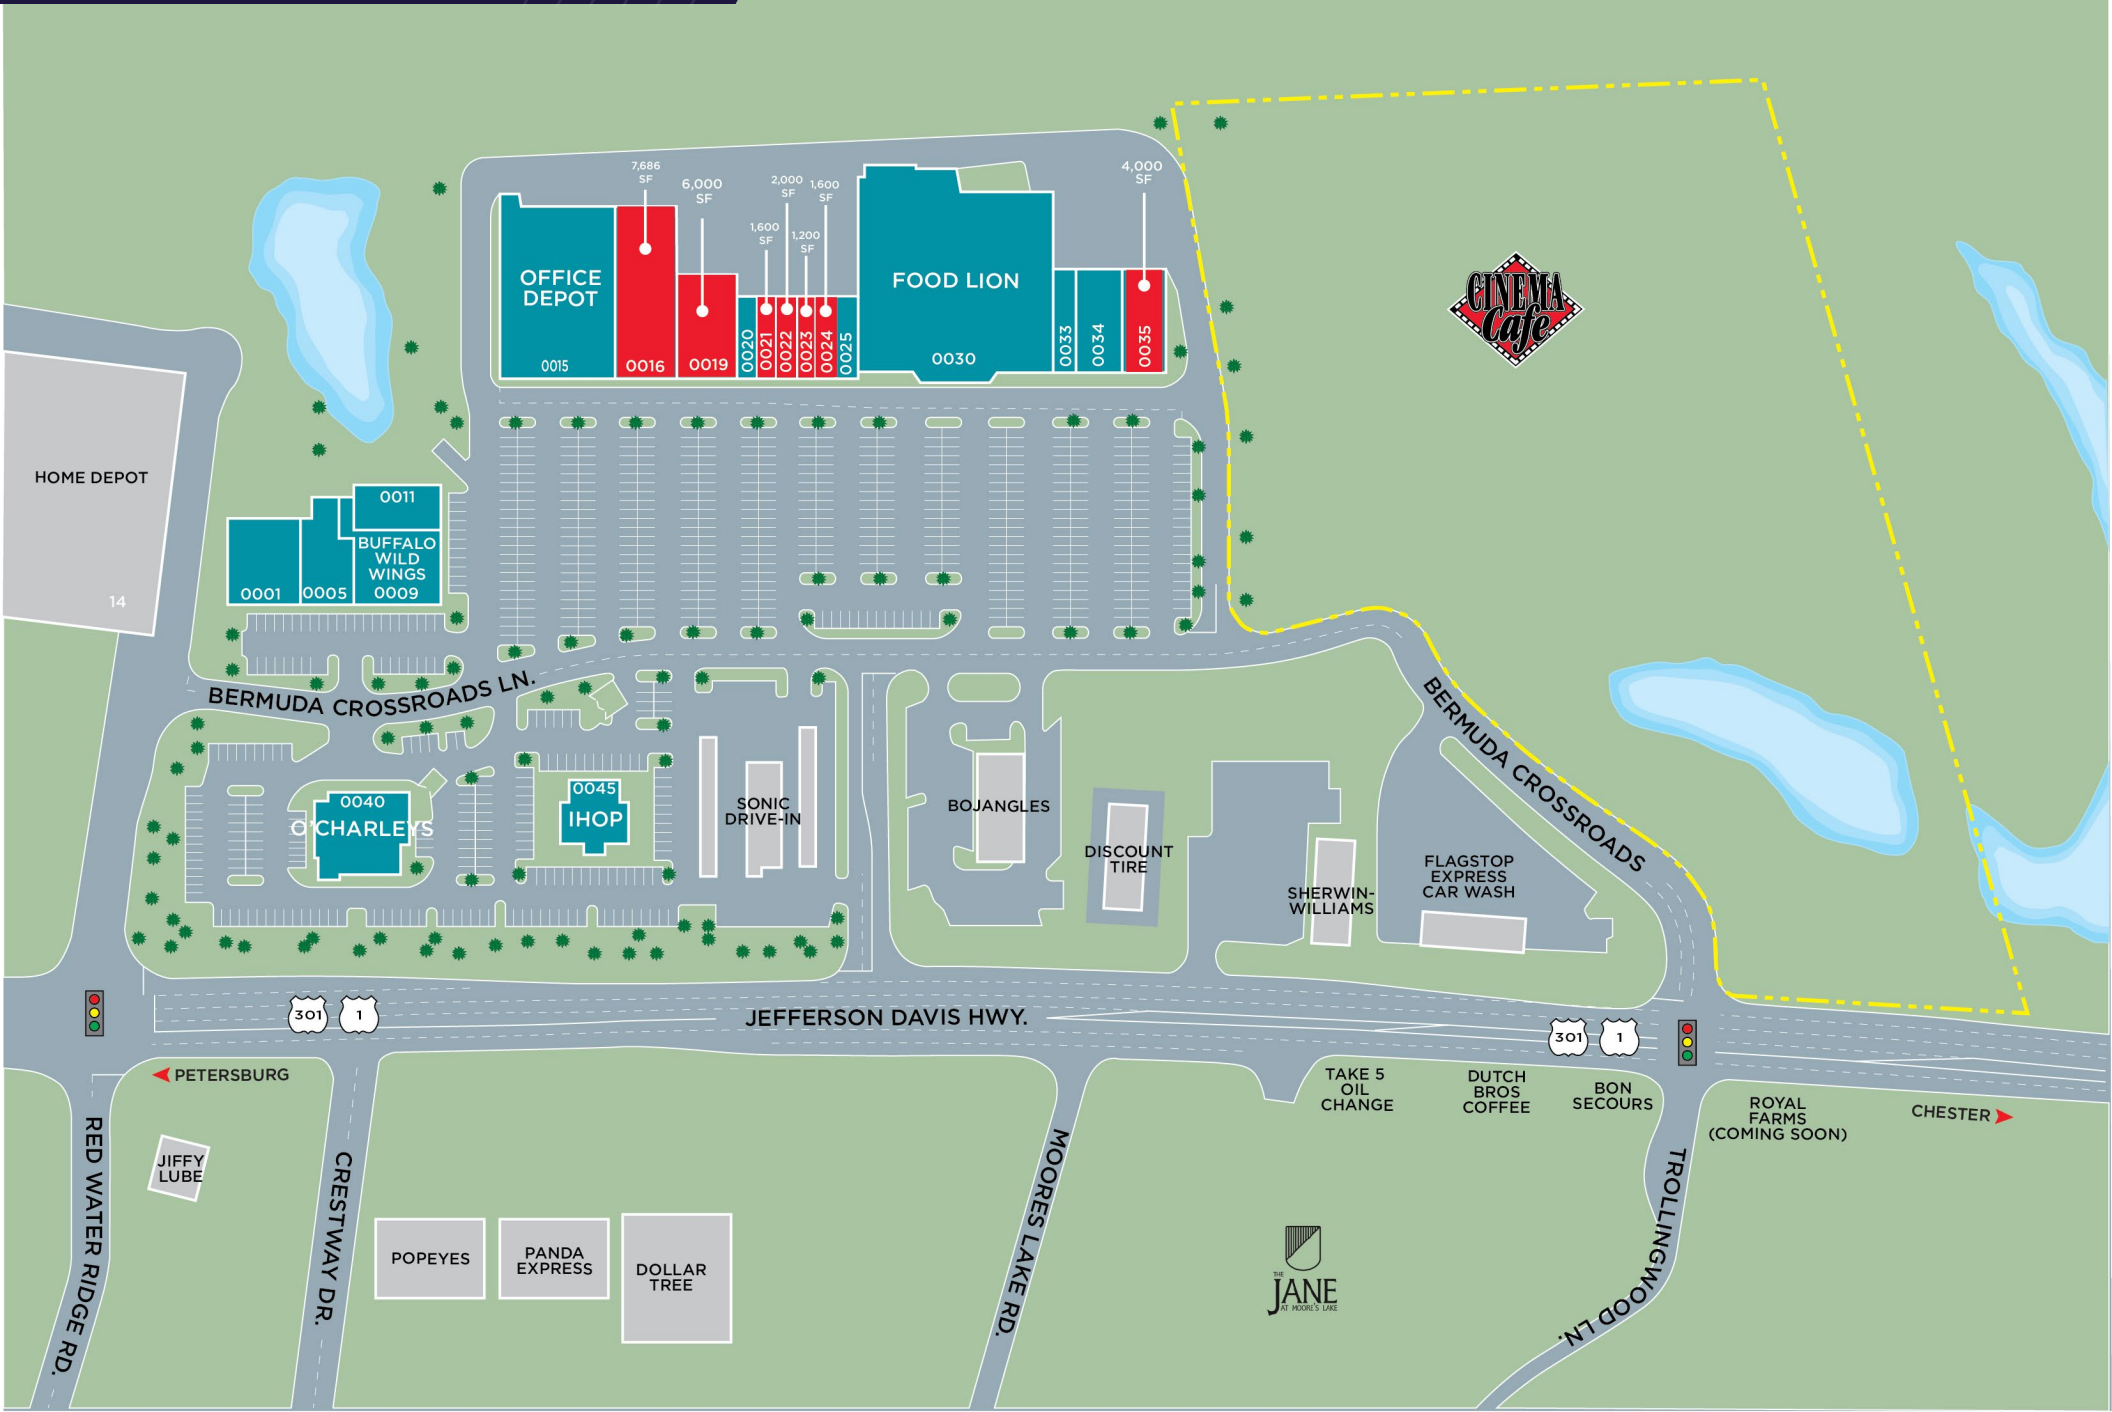 7,686
SF
6,000
SF
1,600
SF
2,000
SF
1,200
SF
1,600
SF
4,000
SF
OFFICE
DEPOT
0015
0016
0019
0020
0021
0022
0023
0024
0025
FOOD LION
0030
0033
0034
0035
CINEMA
Cafe
HOME DEPOT
14
0011
BUFFALO
WILD
WINGS
0009
0001
0005
BERMUDA CROSSROADS LN.
BERMUDA CROSSROADS
0040
O'CHARLEYS
0045
IHOP
SONIC
DRIVE-IN
BOJANGLES
DISCOUNT
TIRE
SHERWIN-
WILLIAMS
FLAGSTOP
EXPRESS
CAR WASH
301
1
JEFFERSON DAVIS HWY.
301
1
PETERSBURG
TAKE 5
OIL
CHANGE
DUTCH
BROS
COFFEE
BON
SECOURS
ROYAL
FARMS
(COMING SOON)
CHESTER
RED WATER RIDGE RD.
JIFFY
LUBE
CRESTWAY DR.
POPEYES
PANDA
EXPRESS
DOLLAR
TREE
MOORES LAKE RD.
THE
JANE
AT MOORE'S LAKE
TROLLINGWOOD LN.